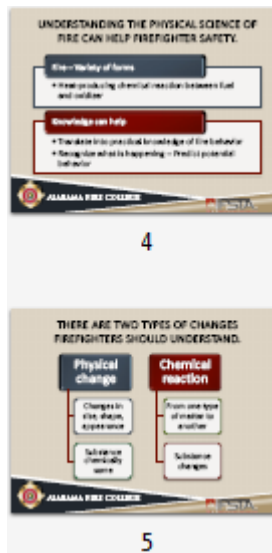 UNDERSTANDING THE PHYSICAL SCIENCE OF
FIRE CAN HELP FIREFIGHTER SAFETY.
Fire – Variety of forms
• Heat-producing chemical reaction between fuel
and oxidizer
Knowledge can help
• Translate into practical knowledge of fire behavior
• Recognize what is happening – Predict potential
behavior
ALABAMA FIRE COLLEGE
IFSTA
4
THERE ARE TWO TYPES OF CHANGES
FIREFIGHTERS SHOULD UNDERSTAND.
Physical
change
Chemical
reaction
Changes in
size, shape,
appearance
From one type
of matter to
another
Substance
chemically
same
Substance
changes
ALABAMA FIRE COLLEGE
IFSTA
5